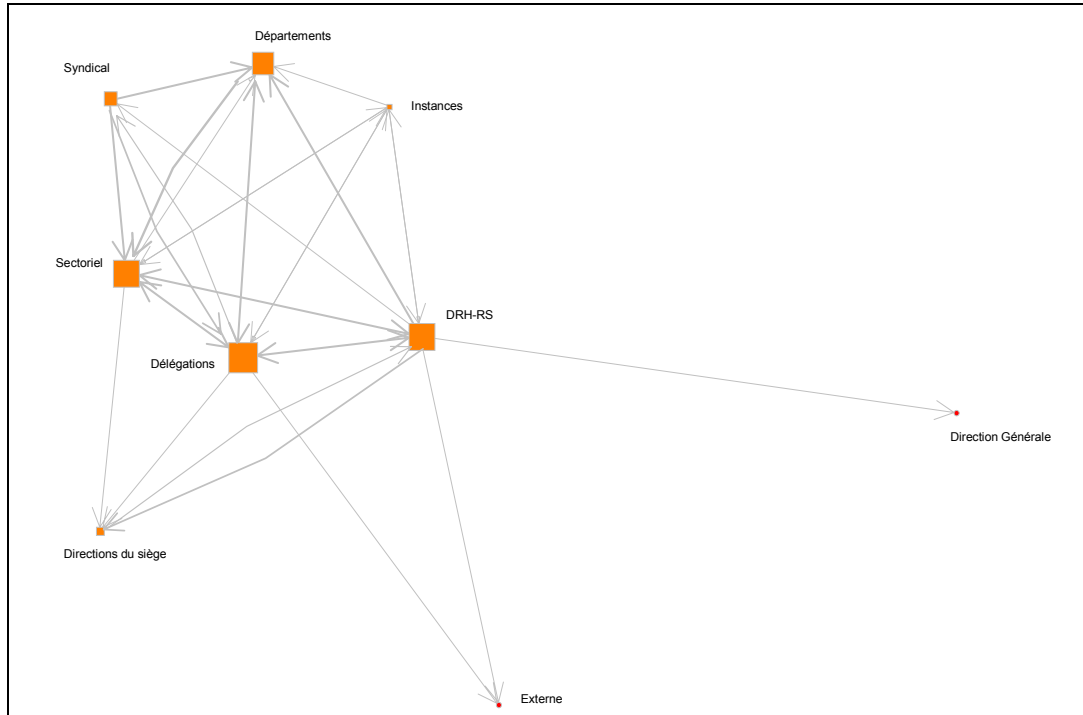 Départements
Syndical
Instances
Sectoriel
DRH-RS
Délégations
Direction Générale
Directions du siège
Externe